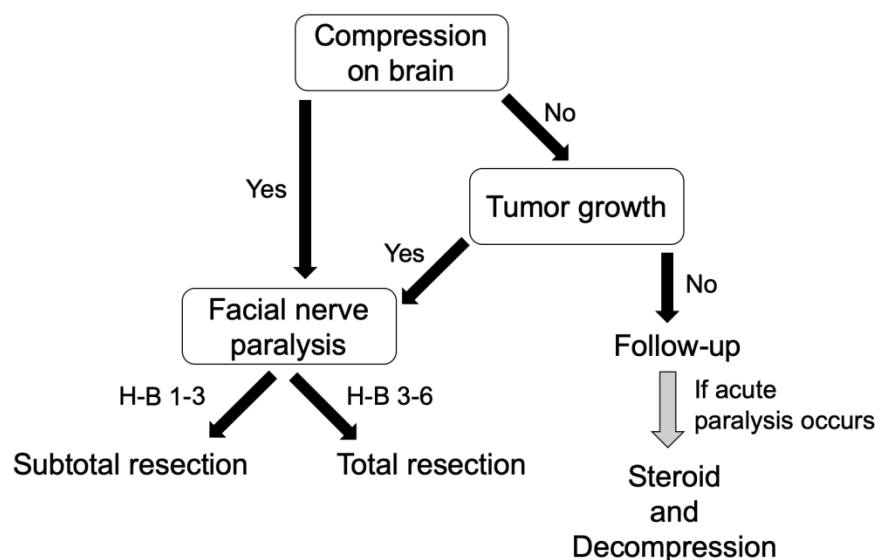 Compression
on brain
No
Yes
Tumor growth
Yes
No
Facial nerve
paralysis
Follow-up
H-B 1-3
H-B 3-6
If acute
paralysis occurs
Subtotal resection
Total resection
Steroid
and
Decompression